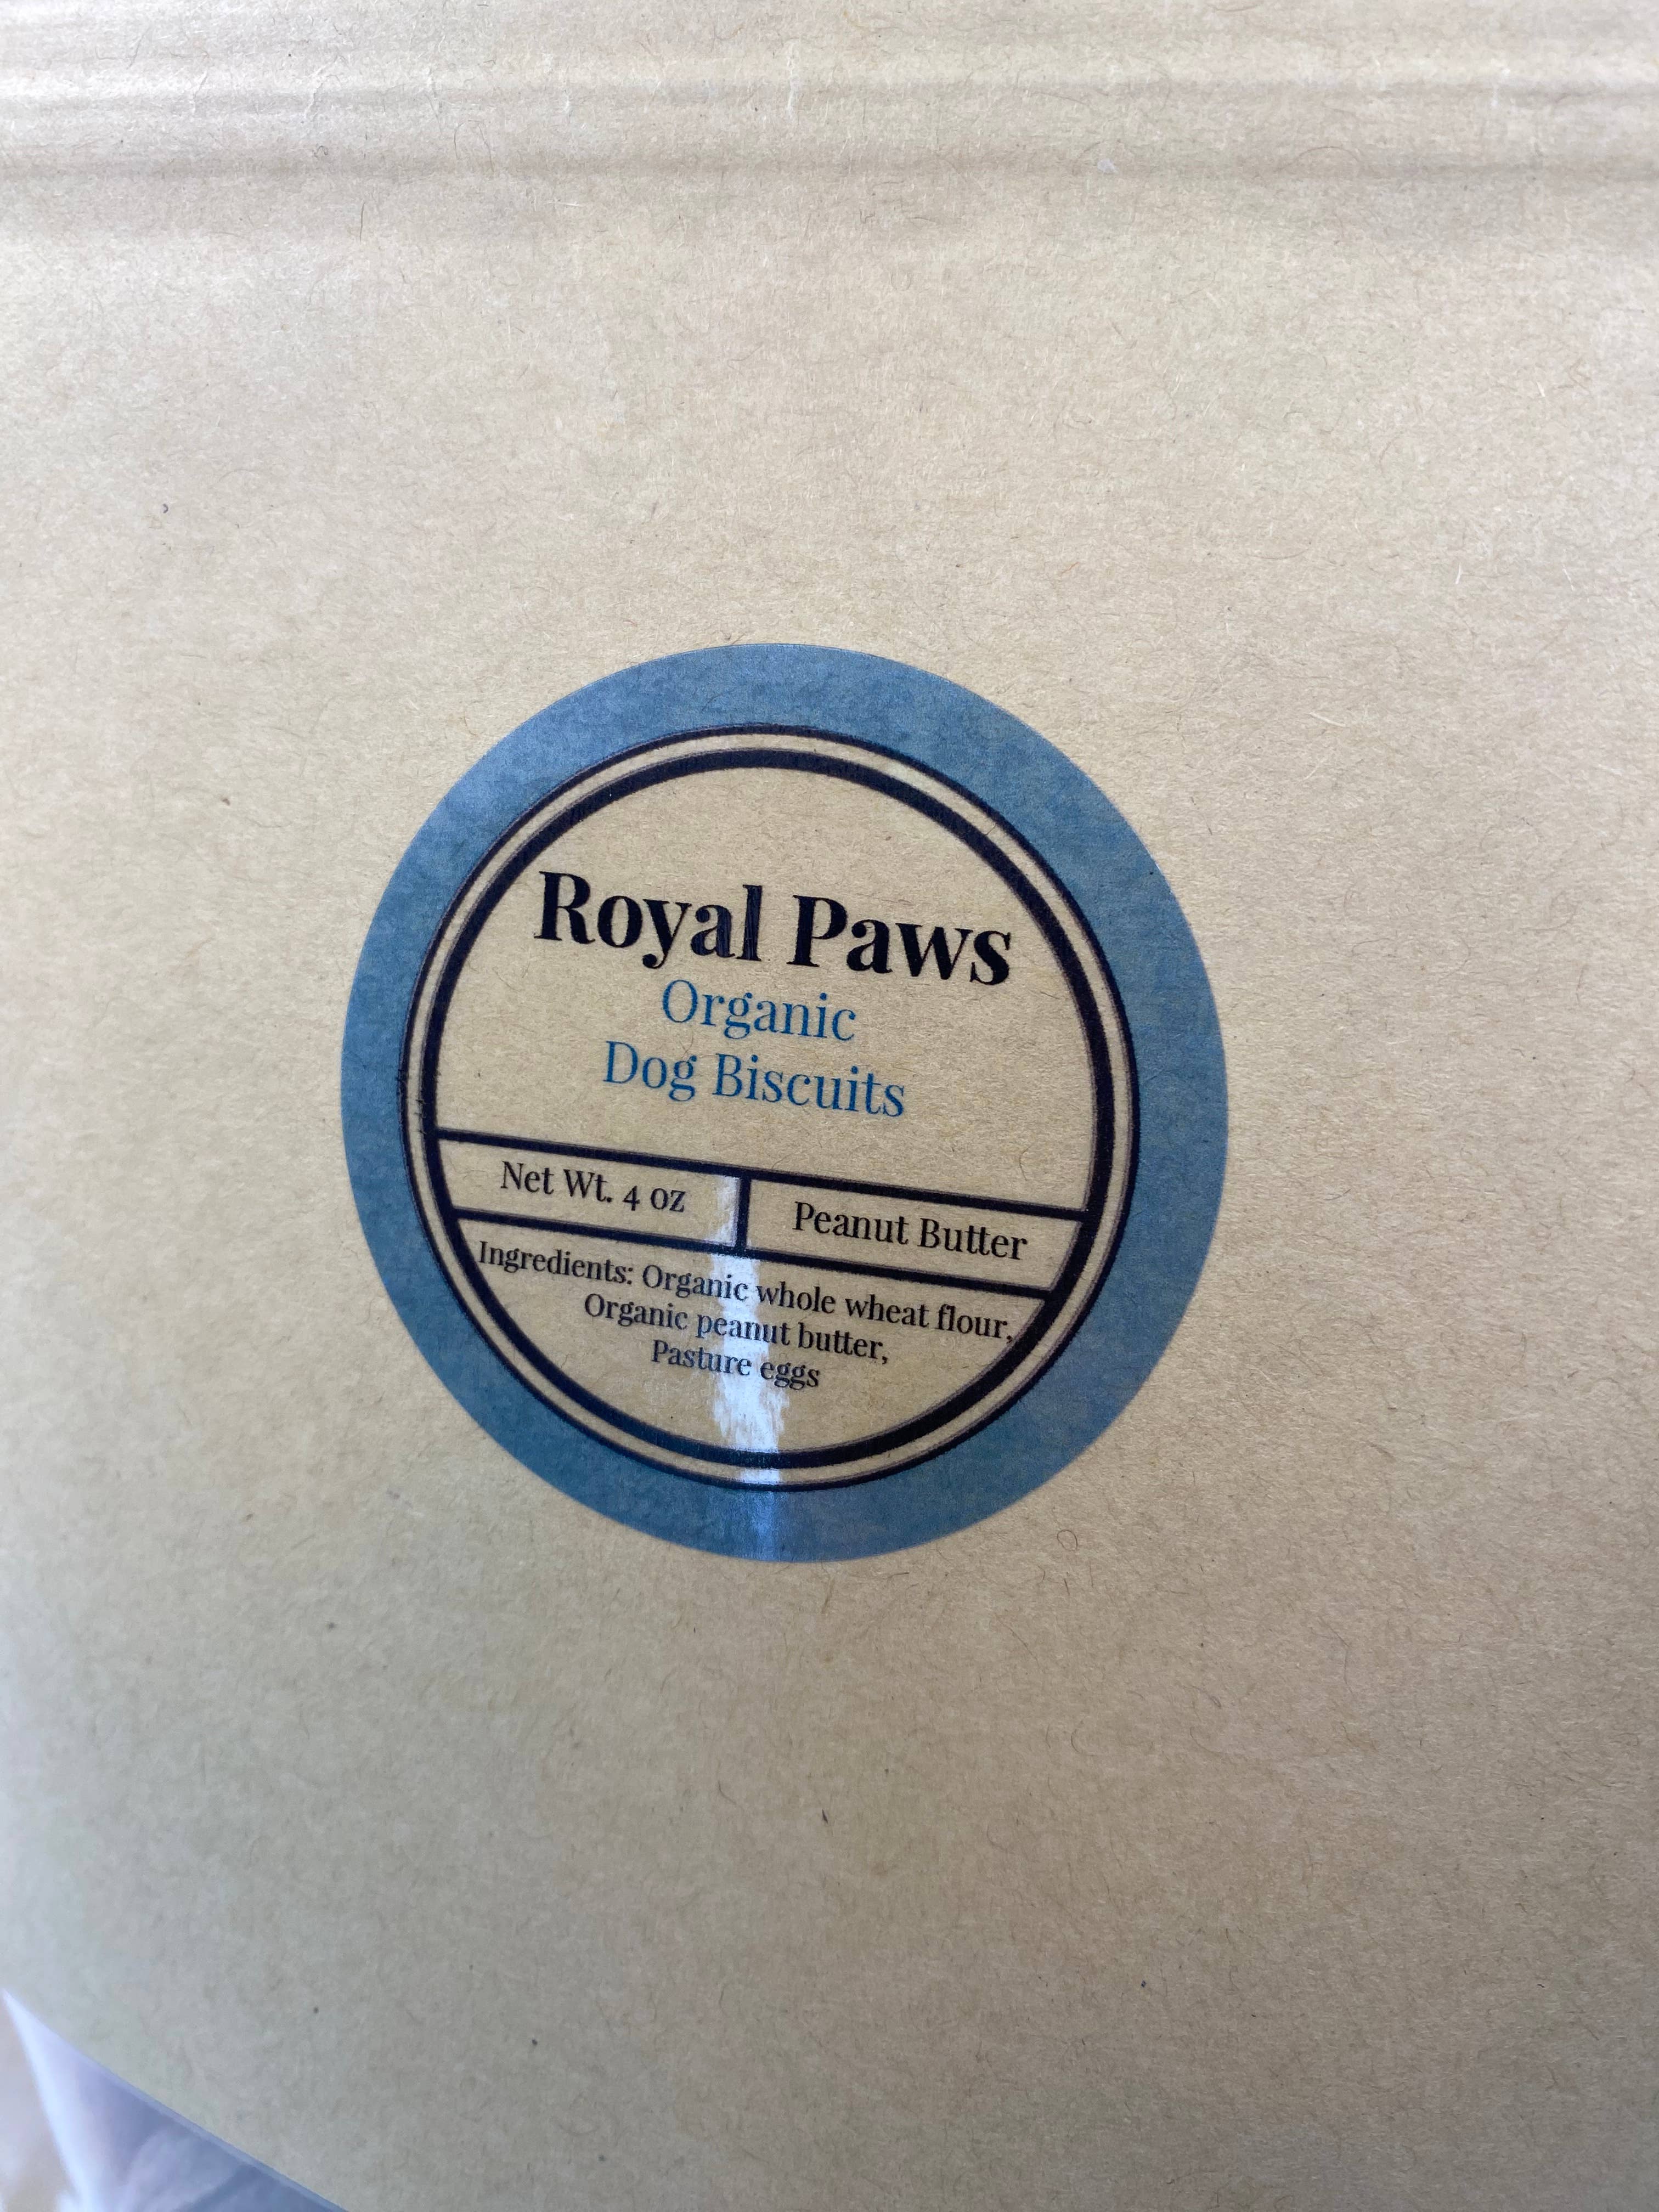 Royal Paws
Organic
Dog Biscuits
Net Wt. 4 oz
Peanut Butter
Ingredients: Organic whole wheat flour,
Organic peanut butter,
Pasture eggs